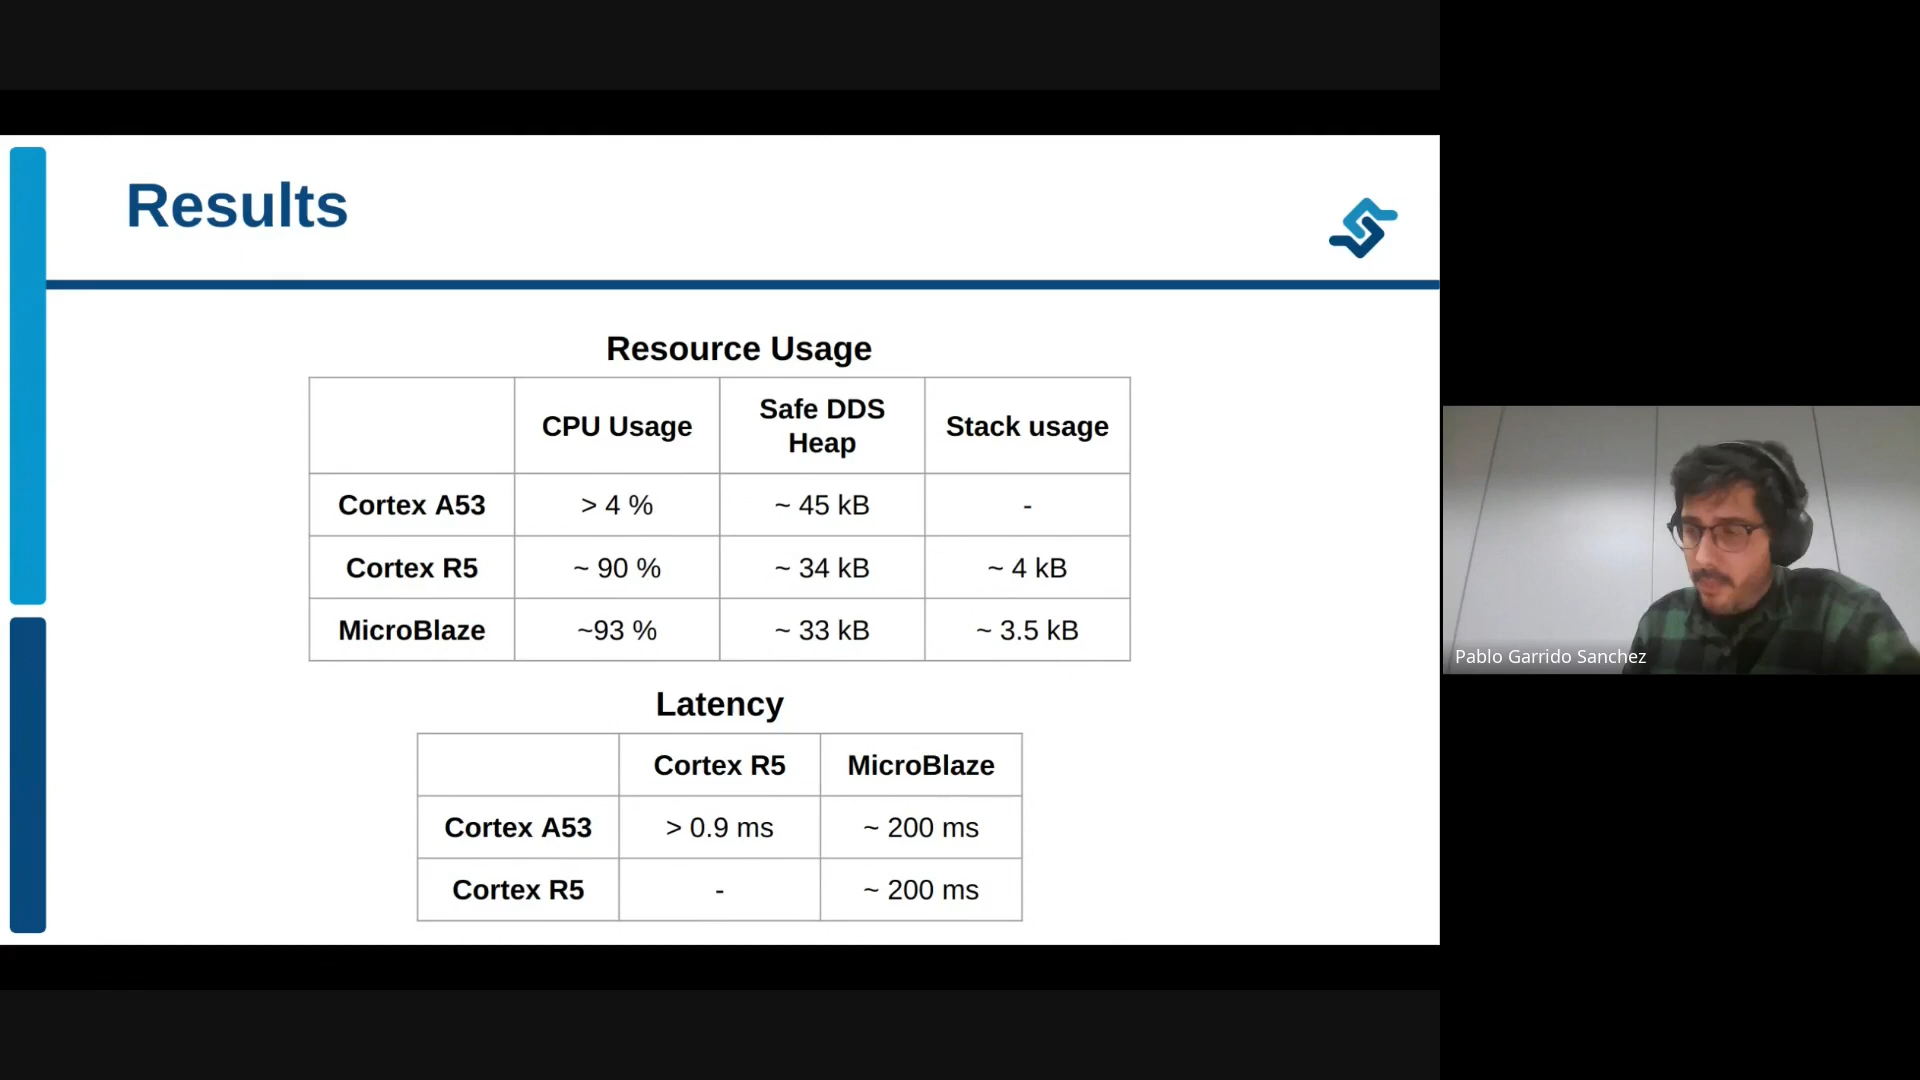 Results
Resource Usage
CPU Usage
Safe DDS
Heap
Stack usage
Cortex A53
> 4 %
~ 45 kB
-
Cortex R5
~ 90 %
~ 34 kB
~ 4 kB
MicroBlaze
~93 %
~ 33 kB
~ 3.5 kB
Latency
Cortex R5
MicroBlaze
Cortex A53
> 0.9 ms
~ 200 ms
Cortex R5
-
~ 200 ms
Pablo Garrido Sanchez